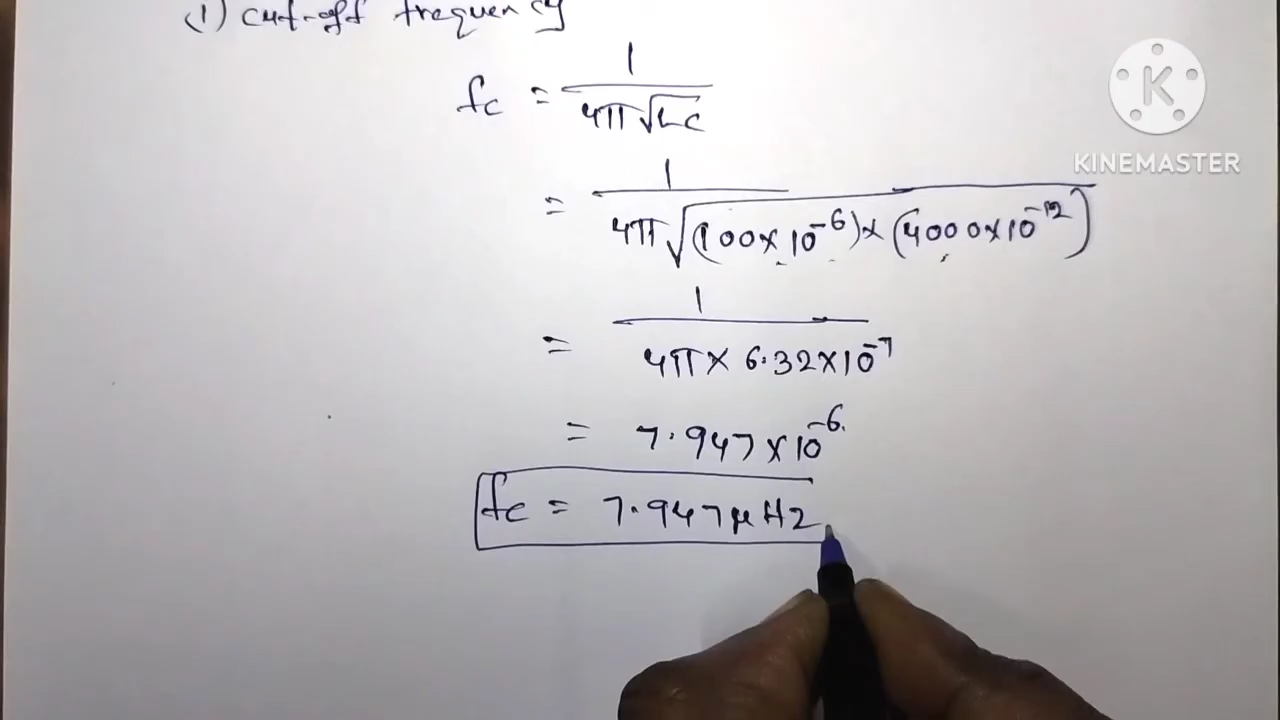 (1) cut-off frequency
fc = 1 / 4π√LC
= 1 / 4π√(100×10⁻⁶)×(4000×10⁻¹²)
= 1 / 4π × 6.32×10⁻⁷
= 7.947×10⁻⁶
fc = 7.947μHz
KINEMASTER